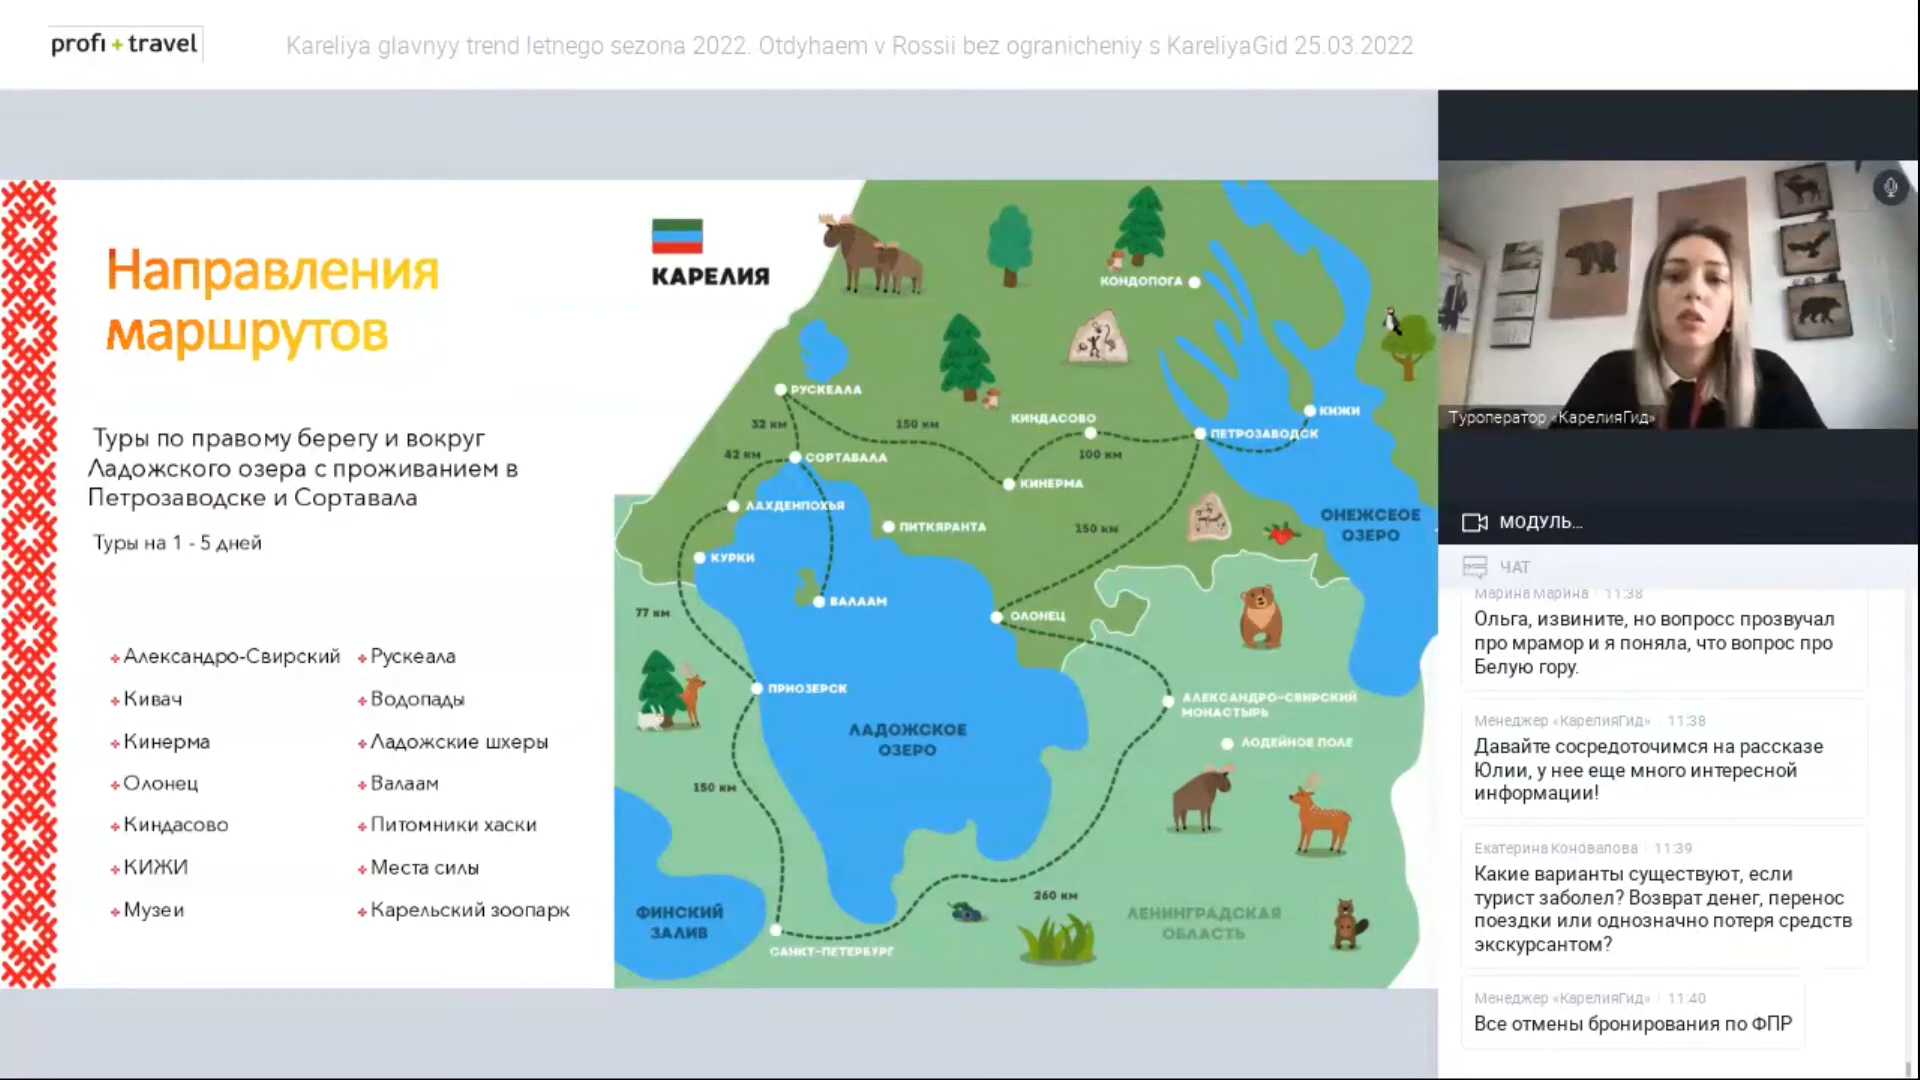 profi + travel
Kareliya glavnyy trend letnego sezona 2022. Otdyhaem v Rossii bez ogranicheniy s KareliyaGid 25.03.2022
Направления
маршрутов
Туры по правому берегу и вокруг
Ладожского озера с проживанием в
Петрозаводске и Сортавала
Туры на 1 - 5 дней
Александро-Свирский
Кивач
Кинерма
Олонец
Киндасово
КИЖИ
Музеи
Рускеала
Водопады
Ладожские шхеры
Валаам
Питомники хаски
Места силы
Карельский зоопарк
КАРЕЛИЯ
КОНДОПОГА
РУСКЕАЛА
32 км
150 км
КИНДАСОВО
КИЖИ
ПЕТРОЗАВОДСК
42 км
СОРТАВАЛА
100 км
КИНЕРМА
ЛАХДЕНПОХЬЯ
ПИТКЯРАНТА
150 км
ОНЕЖСЕОЕ
ОЗЕРО
КУРКИ
ВАЛААМ
77 км
ОЛОНЕЦ
ПРИОЗЕРСК
АЛЕКСАНДРО-СВИРСКИЙ
МОНАСТЫРЬ
ЛАДОЖСКОЕ
ОЗЕРО
ЛОДЕЙНОЕ ПОЛЕ
150 км
260 км
ФИНСКИЙ
ЗАЛИВ
ЛЕНИНГРАДСКАЯ
ОБЛАСТЬ
САНКТ-ПЕТЕРБУРГ
Туроператор «КарелияГид»
МОДУЛЬ...
ЧАТ
Марина Марина 11:38
Ольга, извините, но вопросс прозвучал
про мрамор и я поняла, что вопрос про
Белую гору.
Менеджер «КарелияГид» 11:38
Давайте сосредоточимся на рассказе
Юлии, у нее еще много интересной
информации!
Екатерина Коновалова 11:39
Какие варианты существуют, если
турист заболел? Возврат денег, перенос
поездки или однозначно потеря средств
экскурсантом?
Менеджер «КарелияГид» 11:40
Все отмены бронирования по ФПР